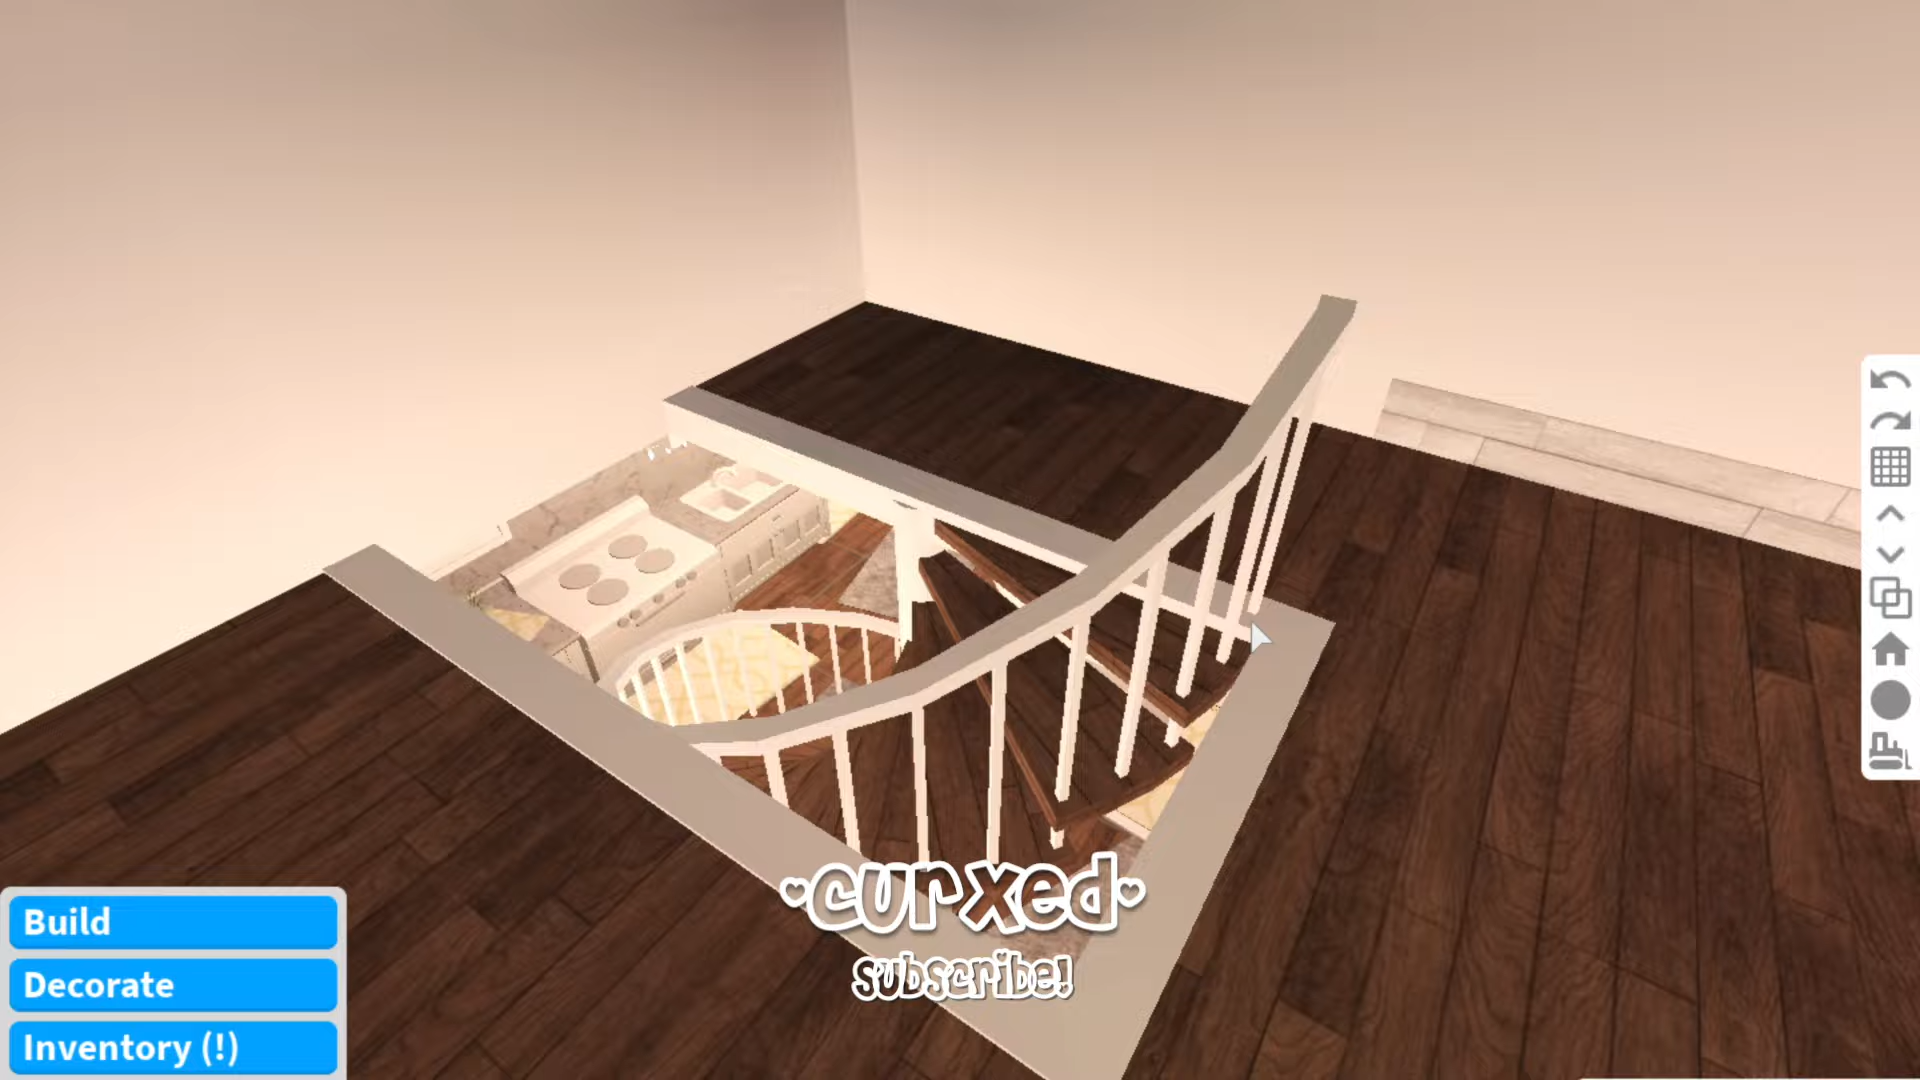 ·curxed·
subscribe!
Build
Decorate
Inventory (!)